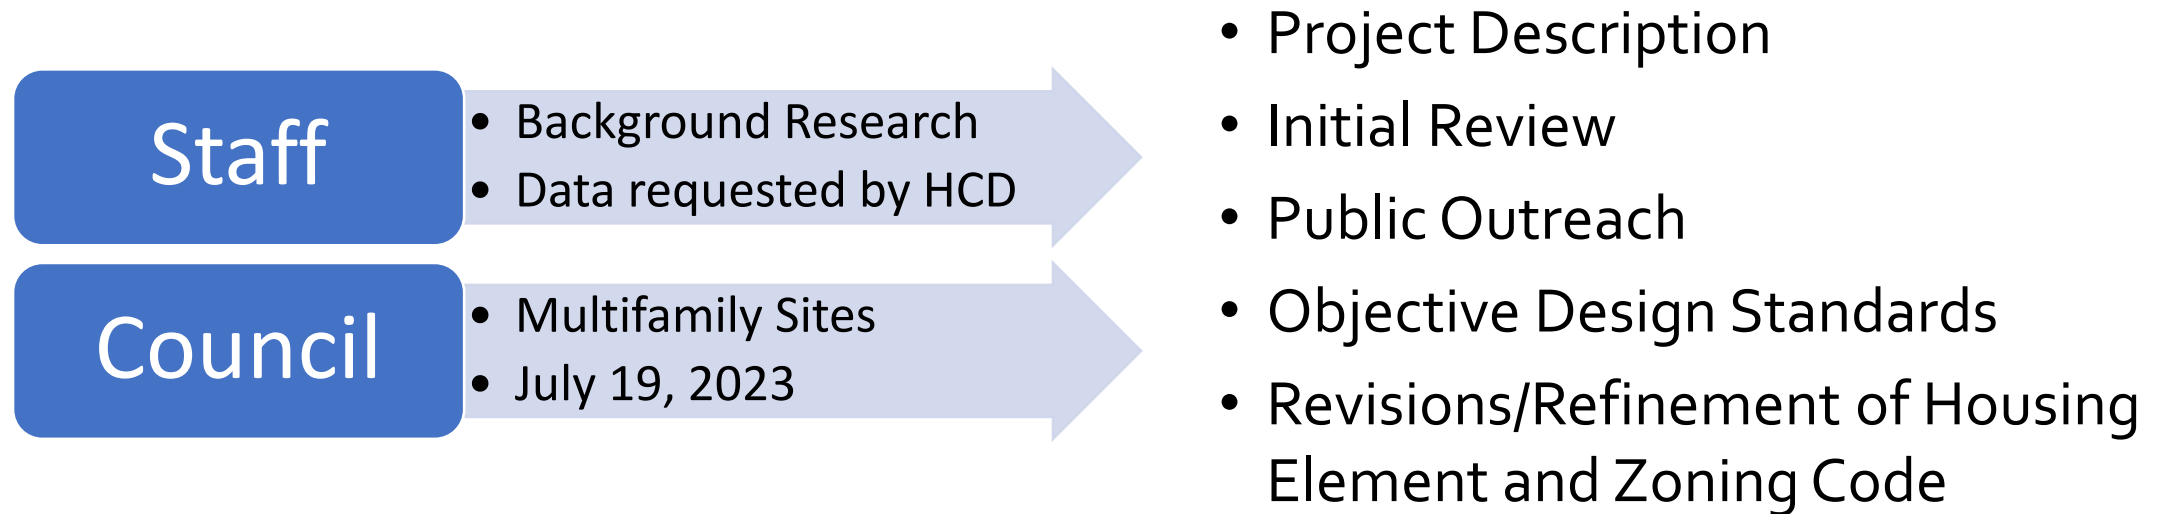 Staff
• Background Research
• Data requested by HCD
Council
• Multifamily Sites
• July 19, 2023
• Project Description
• Initial Review
• Public Outreach
• Objective Design Standards
• Revisions/Refinement of Housing
Element and Zoning Code